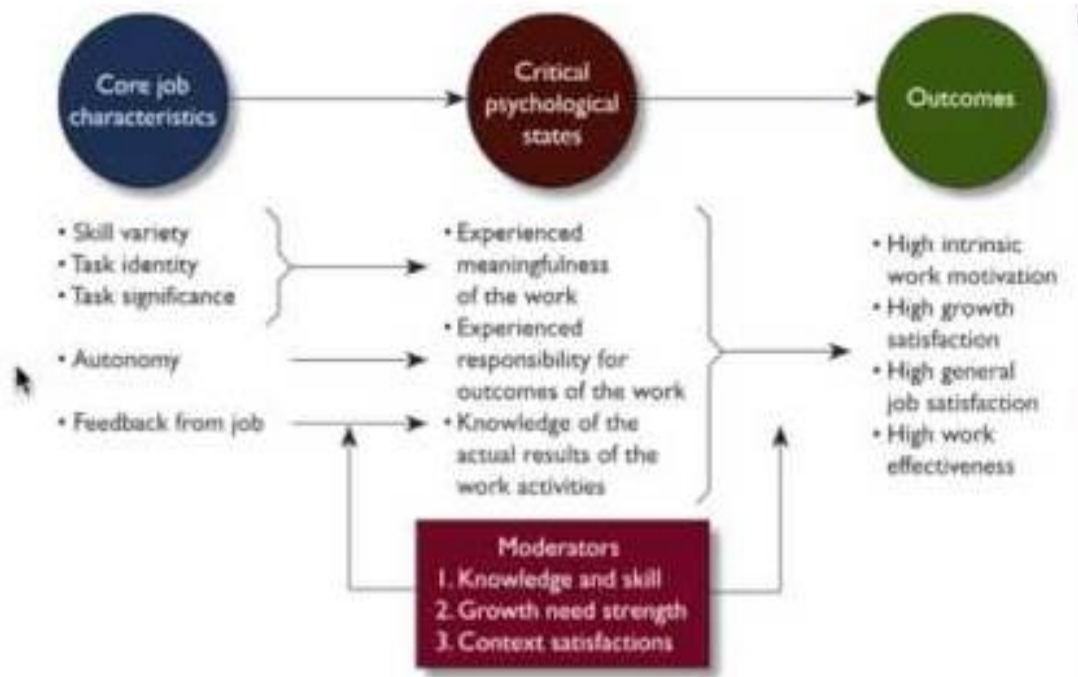 Core job
characteristics
Critical
psychological
states
Outcomes
• Skill variety
• Task identity
• Task significance
• Autonomy
• Feedback from job
• Experienced
meaningfulness
of the work
• Experienced
responsibility for
outcomes of the work
• Knowledge of the
actual results of the
work activities
• High intrinsic
work motivation
• High growth
satisfaction
• High general
job satisfaction
• High work
effectiveness
Moderators
1. Knowledge and skill
2. Growth need strength
3. Context satisfactions